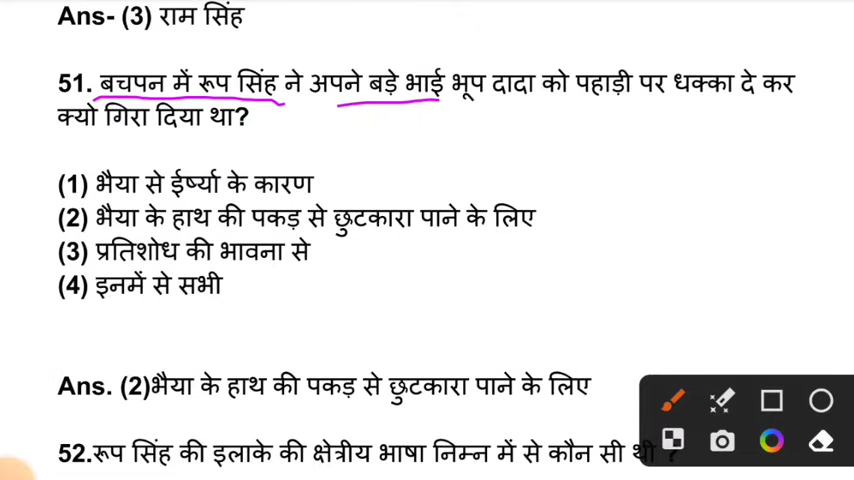 Ans- (3) राम सिंह
51. बचपन में रूप सिंह ने अपने बड़े भाई भूप दादा को पहाड़ी पर धक्का दे कर
क्यो गिरा दिया था?
(1) भैया से ईर्ष्या के कारण
(2) भैया के हाथ की पकड़ से छुटकारा पाने के लिए
(3) प्रतिशोध की भावना से
(4) इनमें से सभी
Ans. (2)भैया के हाथ की पकड़ से छुटकारा पाने के लिए
52.रूप सिंह की इलाके की क्षेत्रीय भाषा निम्न में से कौन सी थी ?